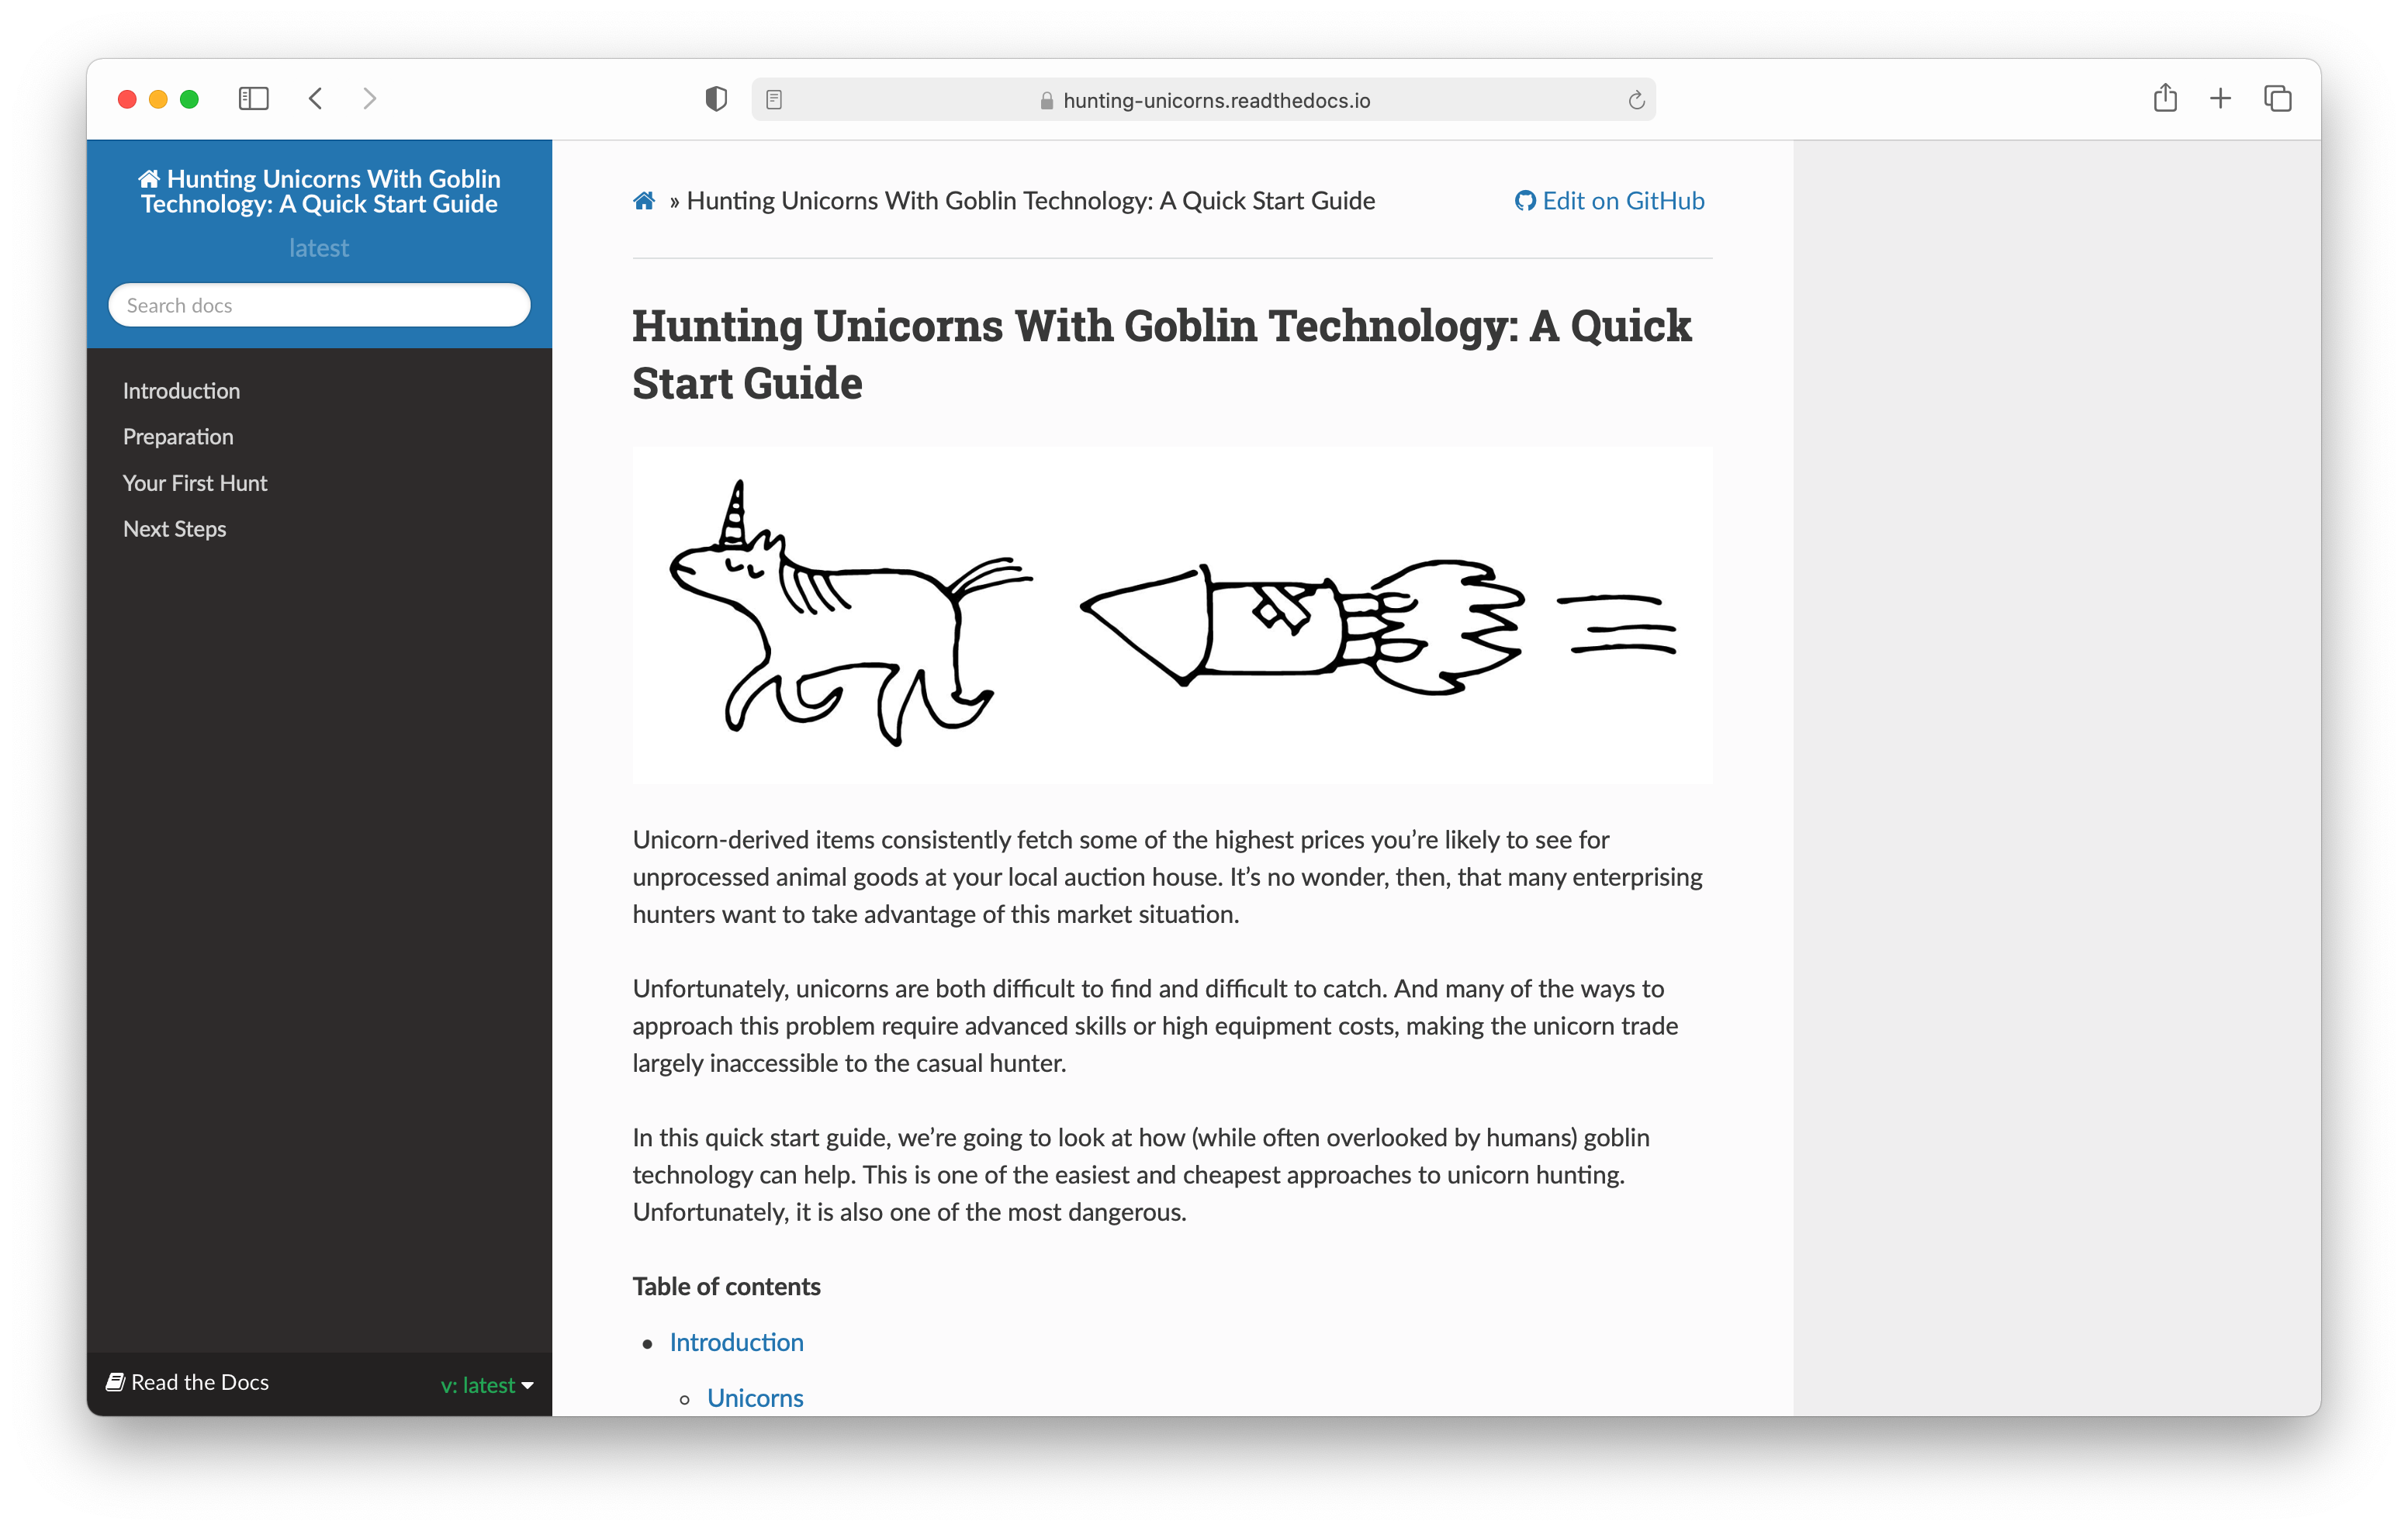 hunting-unicorns.readthedocs.io
Hunting Unicorns With Goblin
Technology: A Quick Start Guide
latest
Search docs
Introduction
Preparation
Your First Hunt
Next Steps
Read the Docs
v: latest
» Hunting Unicorns With Goblin Technology: A Quick Start Guide
Edit on GitHub
Hunting Unicorns With Goblin Technology: A Quick
Start Guide
Unicorn-derived items consistently fetch some of the highest prices you’re likely to see for
unprocessed animal goods at your local auction house. It’s no wonder, then, that many enterprising
hunters want to take advantage of this market situation.
Unfortunately, unicorns are both difficult to find and difficult to catch. And many of the ways to
approach this problem require advanced skills or high equipment costs, making the unicorn trade
largely inaccessible to the casual hunter.
In this quick start guide, we’re going to look at how (while often overlooked by humans) goblin
technology can help. This is one of the easiest and cheapest approaches to unicorn hunting.
Unfortunately, it is also one of the most dangerous.
Table of contents
• Introduction
◦ Unicorns